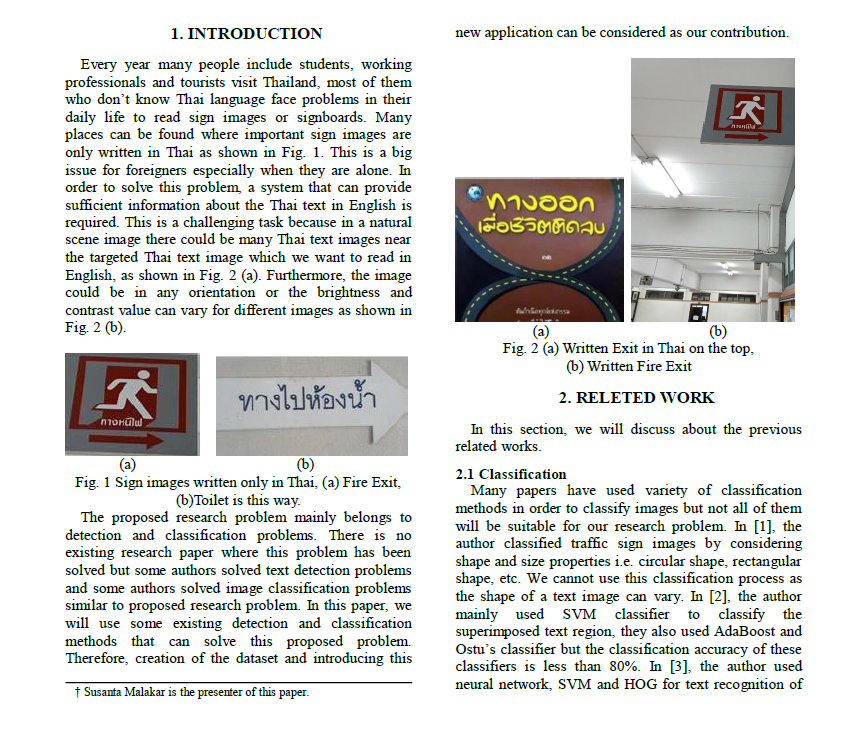 1. INTRODUCTION
Every year many people include students, working
professionals and tourists visit Thailand, most of them
who don't know Thai language face problems in their
daily life to read sign images or signboards. Many
places can be found where important sign images are
only written in Thai as shown in Fig. 1. This is a big
issue for foreigners especially when they are alone. In
order to solve this problem, a system that can provide
sufficient information about the Thai text in English is
required. This is a challenging task because in a natural
scene image there could be many Thai text images near
the targeted Thai text image which we want to read in
English, as shown in Fig. 2 (a). Furthermore, the image
could be in any orientation or the brightness and
contrast value can vary for different images as shown in
Fig. 2 (b).
ทางหนีไฟ
ทางไปห้องน้ำ
(a)
(b)
Fig. 1 Sign images written only in Thai, (a) Fire Exit,
(b)Toilet is this way.
The proposed research problem mainly belongs to
detection and classification problems. There is no
existing research paper where this problem has been
solved but some authors solved text detection problems
and some authors solved image classification problems
similar to proposed research problem. In this paper, we
will use some existing detection and classification
methods that can solve this proposed problem.
Therefore, creation of the dataset and introducing this
† Susanta Malakar is the presenter of this paper.
new application can be considered as our contribution.
ทางออก
เมื่อชีวิตติดลบ
ทางหนีไฟ
(a)
(b)
Fig. 2 (a) Written Exit in Thai on the top,
(b) Written Fire Exit
2. RELETED WORK
In this section, we will discuss about the previous
related works.
2.1 Classification
Many papers have used variety of classification
methods in order to classify images but not all of them
will be suitable for our research problem. In [1], the
author classified traffic sign images by considering
shape and size properties i.e. circular shape, rectangular
shape, etc. We cannot use this classification process as
the shape of a text image can vary. In [2], the author
mainly used SVM classifier to classify the
superimposed text region, they also used AdaBoost and
Ostu's classifier but the classification accuracy of these
classifiers is less than 80%. In [3], the author used
neural network, SVM and HOG for text recognition of